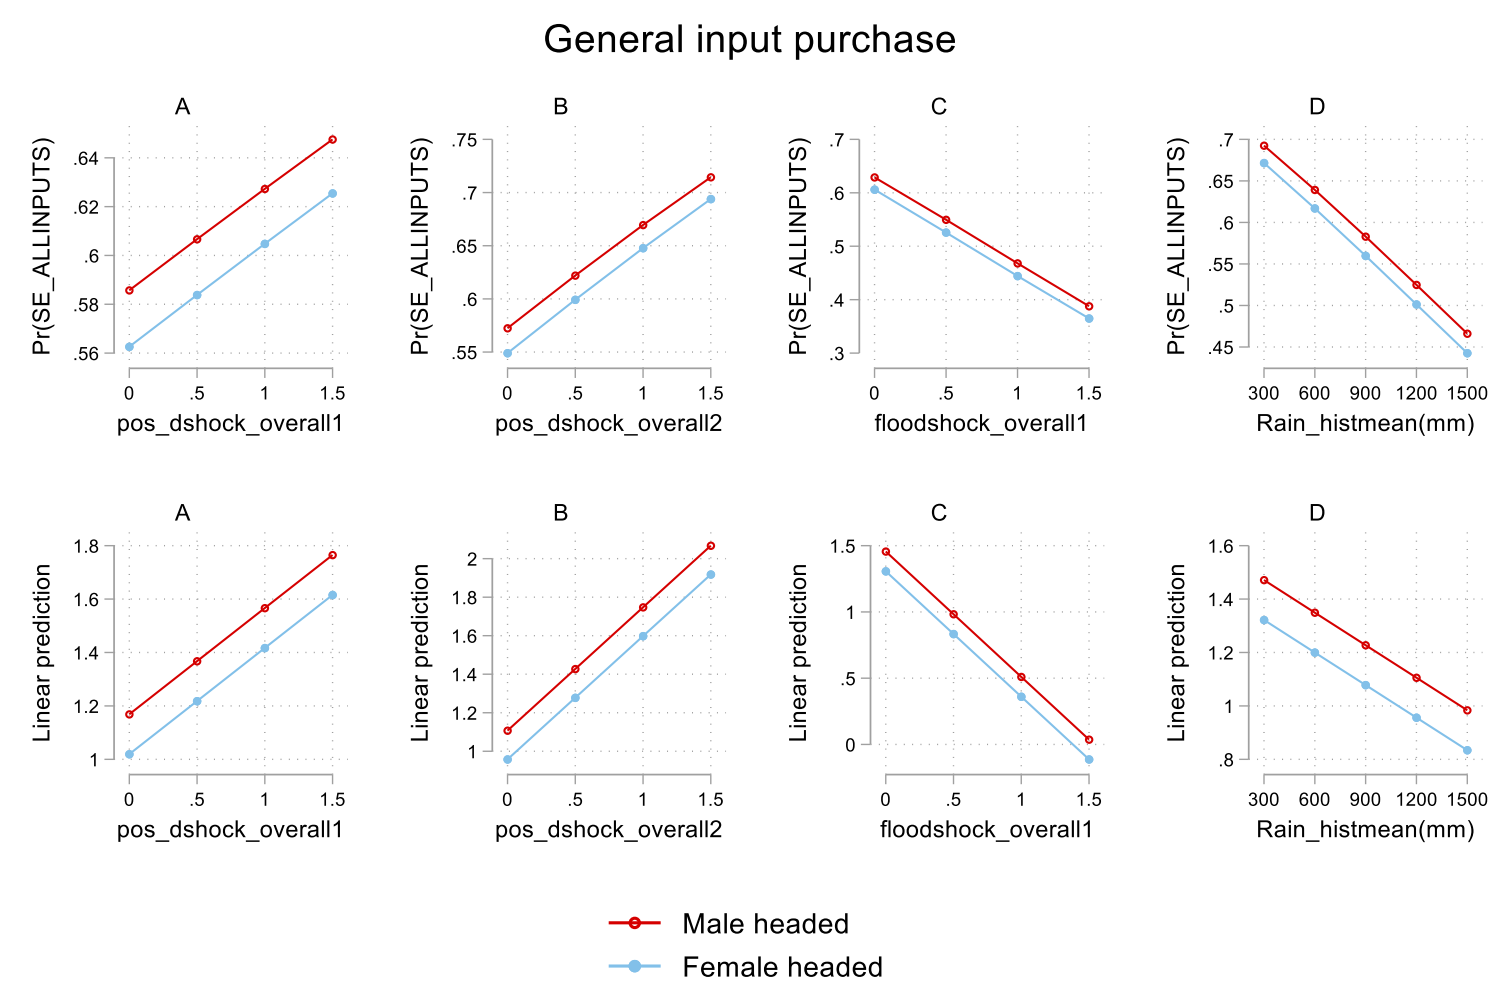 General input purchase
A B C D
Pr(SE_ALLINPUTS)
.64
.62
.6
.58
.56
0 .5 1 1.5
pos_dshock_overall1
Pr(SE_ALLINPUTS)
.75
.7
.65
.6
.55
0 .5 1 1.5
pos_dshock_overall2
Pr(SE_ALLINPUTS)
.7
.6
.5
.4
.3
0 .5 1 1.5
floodshock_overall1
Pr(SE_ALLINPUTS)
.7
.65
.6
.55
.5
.45
300 600 900 1200 1500
Rain_histmean(mm)
A B C D
Linear prediction
1.8
1.6
1.4
1.2
1
0 .5 1 1.5
pos_dshock_overall1
Linear prediction
2
1.8
1.6
1.4
1.2
1
0 .5 1 1.5
pos_dshock_overall2
Linear prediction
1.5
1
.5
0
0 .5 1 1.5
floodshock_overall1
Linear prediction
1.6
1.4
1.2
1
.8
300 600 900 1200 1500
Rain_histmean(mm)
Male headed
Female headed